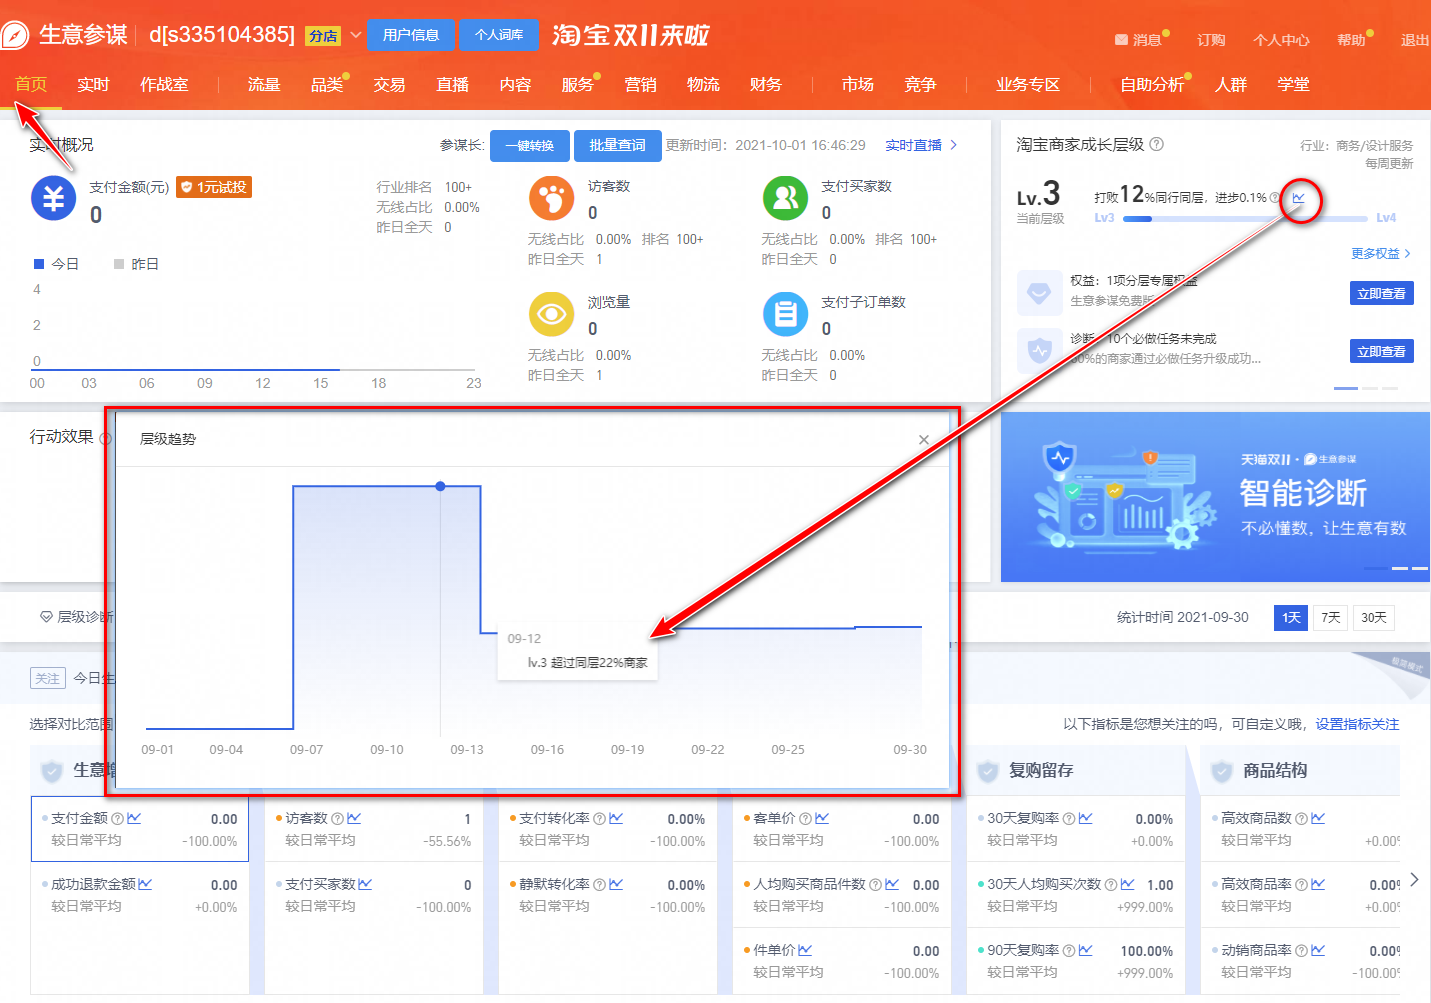 生意参谋 d[s335104385] 分店 用户信息 个人词库 淘宝双11来啦
消息 订购 个人中心 帮助 退出
首页 实时 作战室 流量 品类 交易 直播 内容 服务 营销 物流 财务 市场 竞争 业务专区 自助分析 人群 学堂
实时概况 参谋长: 一键转换 批量查词 更新时间: 2021-10-01 16:46:29 实时直播
支付金额(元) 1元试投
0
行业排名 100+
无线占比 0.00%
昨日全天 0
访客数
0
无线占比 0.00% 排名 100+
昨日全天 1
支付买家数
0
无线占比 0.00% 排名 100+
昨日全天 0
今日 昨日
4
2
0
00 03 06 09 12 15 18 23
浏览量
0
无线占比 0.00%
昨日全天 1
支付子订单数
0
无线占比 0.00%
昨日全天 0
淘宝商家成长层级
行业: 商务/设计服务
每周更新
Lv.3
当前层级
打败12%同行同层, 进步0.1%
Lv3 Lv4
更多权益
权益: 1项分层专属权益
生意参谋免费版
立即查看
诊断: 10个必做任务未完成
的商家通过必做任务升级成功...
立即查看
行动效果
层级趋势
09-12
lv.3 超过同层22%商家
09-01 09-04 09-07 09-10 09-13 09-16 09-19 09-22 09-25 09-30
天猫双11 · 生意参谋
智能诊断
不必懂数, 让生意有数
层级诊断
统计时间 2021-09-30 1天 7天 30天
关注 今日生
极简模式
选择对比范围
以下指标是您想关注的吗, 可自定义哦, 设置指标关注
生意增
复购留存
商品结构
支付金额 0.00
较日常平均 -100.00%
成功退款金额 0.00
较日常平均 +0.00%
访客数 1
较日常平均 -55.56%
支付买家数 0
较日常平均 -100.00%
支付转化率 0.00%
较日常平均 -100.00%
静默转化率 0.00%
较日常平均 -100.00%
客单价 0.00
较日常平均 -100.00%
人均购买商品件数 0.00
较日常平均 -100.00%
件单价 0.00
较日常平均 -100.00%
30天复购率 0.00%
较日常平均 +0.00%
30天人均购买次数 1.00
较日常平均 +999.00%
90天复购率 100.00%
较日常平均 +999.00%
高效商品数
较日常平均 +0.00%
高效商品率 0.00%
较日常平均 +0.00%
动销商品率 0.00%
较日常平均 -100.00%